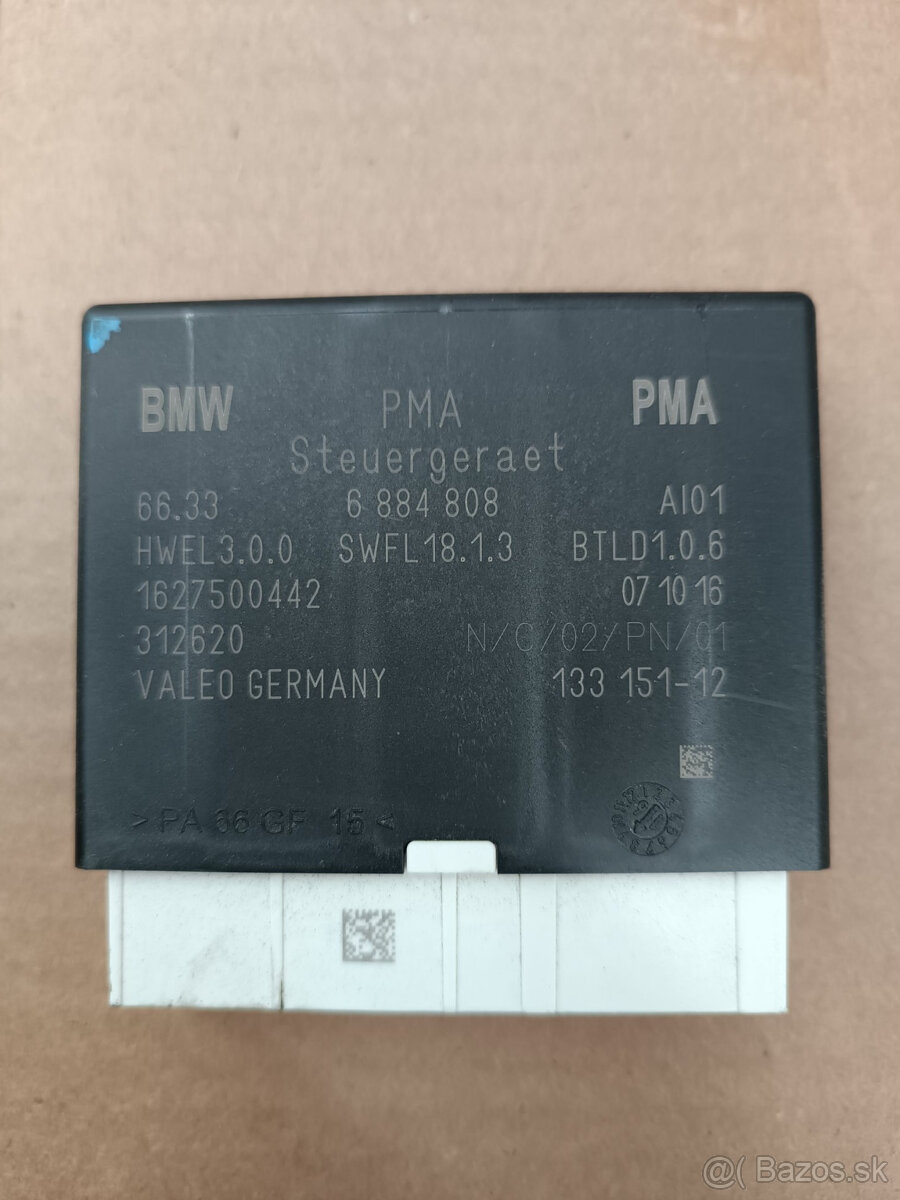 BMW PMA PMA
Steuergeraet
66.33 6 884 808 AI01
HWEL3.0.0 SWFL18.1.3 BTLD1.0.6
1627500442 07 10 16
312620 N/C/02/PN/01
VALEO GERMANY 133 151-12
>PA 66 GF 15<
@( Bazos.sk